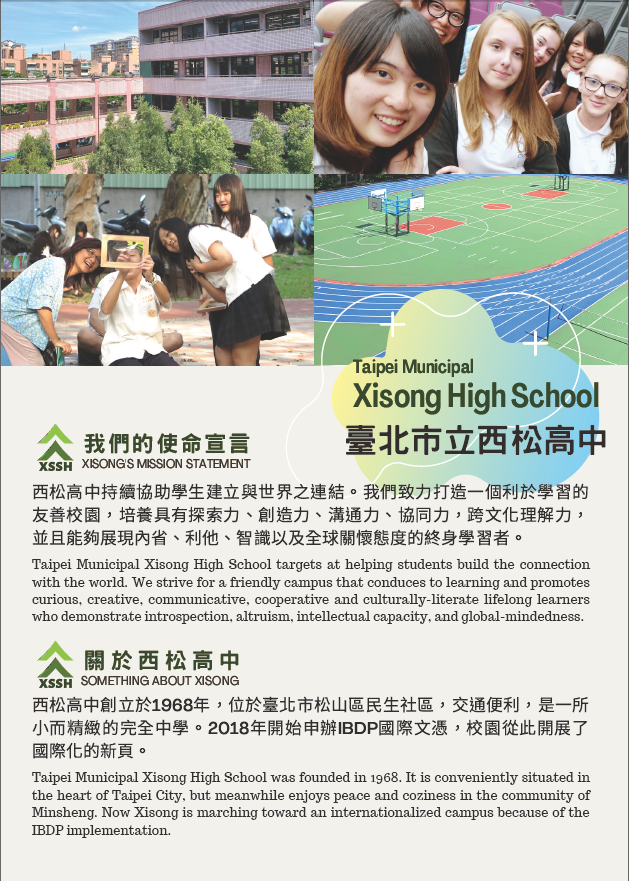 Taipei Municipal
Xisong High School
臺北市立西松高中
XSSH
我們的使命宣言
XISONG'S MISSION STATEMENT
西松高中持續協助學生建立與世界之連結。我們致力打造一個利於學習的
友善校園，培養具有探索力、創造力、溝通力、協同力，跨文化理解力，
並且能夠展現內省、利他、智識以及全球關懷態度的終身學習者。
Taipei Municipal Xisong High School targets at helping students build the connection
with the world. We strive for a friendly campus that conduces to learning and promotes
curious, creative, communicative, cooperative and culturally-literate lifelong learners
who demonstrate introspection, altruism, intellectual capacity, and global-mindedness.
XSSH
關於西松高中
SOMETHING ABOUT XISONG
西松高中創立於1968年，位於臺北市松山區民生社區，交通便利，是一所
小而精緻的完全中學。2018年開始申辦IBDP國際文憑，校園從此開展了
國際化的新頁。
Taipei Municipal Xisong High School was founded in 1968. It is conveniently situated in
the heart of Taipei City, but meanwhile enjoys peace and coziness in the community of
Minsheng. Now Xisong is marching toward an internationalized campus because of the
IBDP implementation.